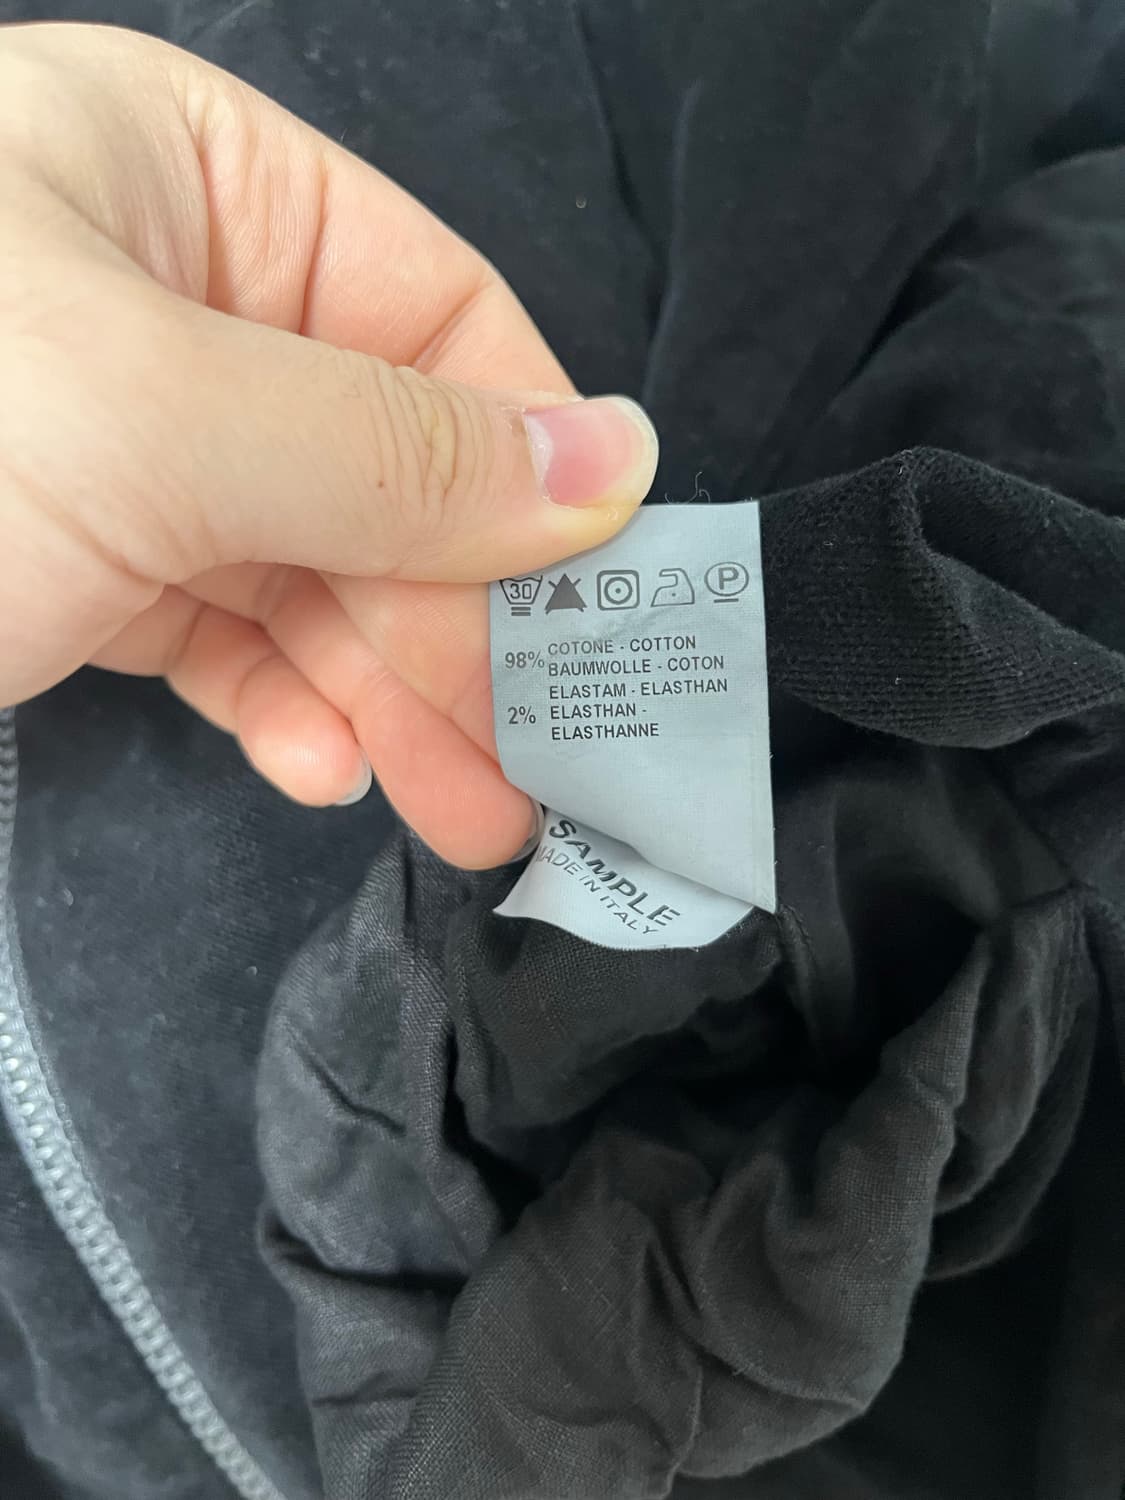 30 P
98% COTONE - COTTON
BAUMWOLLE - COTON
2% ELASTAM - ELASTHAN
ELASTHAN -
ELASTHANNE
SAMPLE
MADE IN ITALY